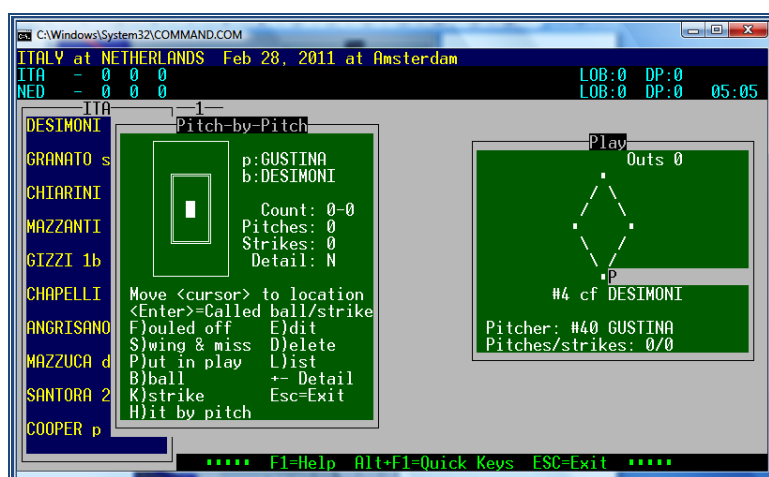 C:\Windows\System32\COMMAND.COM
ITALY at NETHERLANDS Feb 28, 2011 at Amsterdam
ITA - 0 0 0 LOB:0 DP:0
NED - 0 0 0 LOB:0 DP:0 05:05
ITA 1
DESIMONI
GRANATO s
CHIARINI
MAZZANTI
GIZZI 1b
CHAPELLI
ANGRISANO
MAZZUCA d
SANTORA 2
COOPER p
Pitch-by-Pitch
p:GUSTINA
b:DESIMONI
Count: 0-0
Pitches: 0
Strikes: 0
Detail: N
Move <cursor> to location
<Enter>=Called ball/strike
F)ouled off E)dit
S)wing & miss D)elete
P)ut in play L)ist
B)ball +- Detail
K)strike Esc=Exit
H)it by pitch
Play
Outs 0
P
#4 cf DESIMONI
Pitcher: #40 GUSTINA
Pitches/strikes: 0/0
F1=Help Alt+F1=Quick Keys ESC=Exit